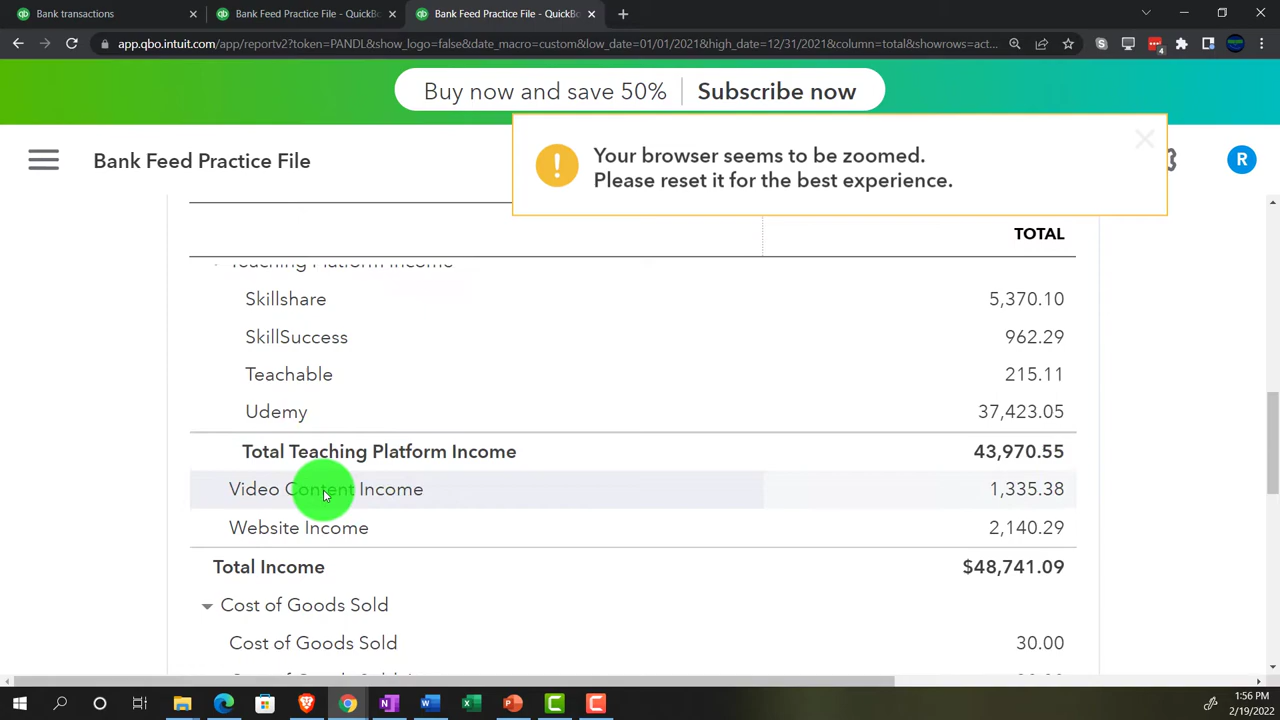 Bank transactions
Bank Feed Practice File - QuickBo
Bank Feed Practice File - QuickBo
app.qbo.intuit.com/app/reportv2?token=PANDL&show_logo=false&date_macro=custom&low_date=01/01/2021&high_date=12/31/2021&column=total&showrows=act...
Buy now and save 50%
Subscribe now
Bank Feed Practice File
Your browser seems to be zoomed.
Please reset it for the best experience.
R
TOTAL
Teaching Platform Income
Skillshare 5,370.10
SkillSuccess 962.29
Teachable 215.11
Udemy 37,423.05
Total Teaching Platform Income 43,970.55
Video Content Income 1,335.38
Website Income 2,140.29
Total Income $48,741.09
Cost of Goods Sold
Cost of Goods Sold 30.00
1:56 PM
2/19/2022